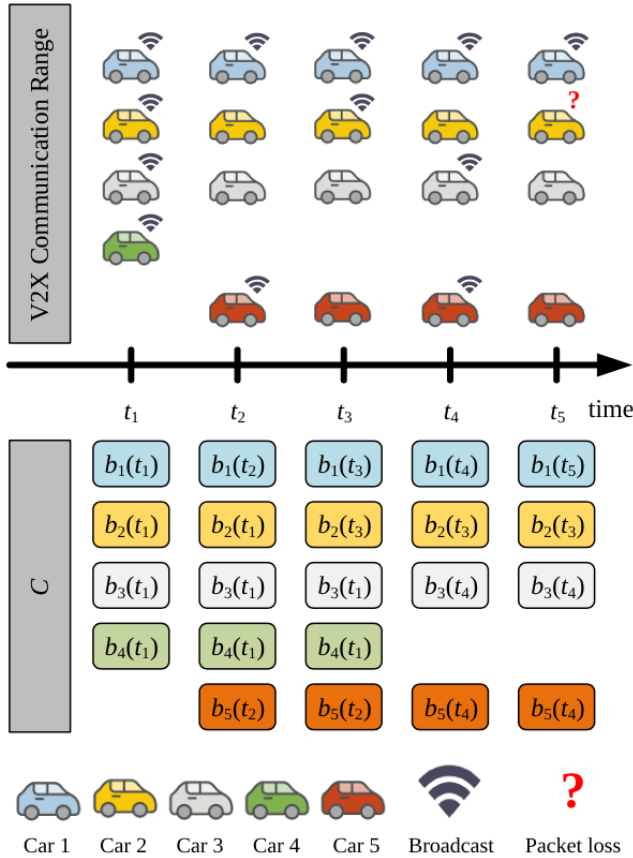 V2X Communication Range
?
t₁ t₂ t₃ t₄ t₅ time
C
b₁(t₁) b₁(t₂) b₁(t₃) b₁(t₄) b₁(t₅)
b₂(t₁) b₂(t₁) b₂(t₃) b₂(t₃) b₂(t₃)
b₃(t₁) b₃(t₁) b₃(t₁) b₃(t₄) b₃(t₄)
b₄(t₁) b₄(t₁) b₄(t₁)
b₅(t₂) b₅(t₂) b₅(t₄) b₅(t₄)
?
Car 1 Car 2 Car 3 Car 4 Car 5 Broadcast Packet loss